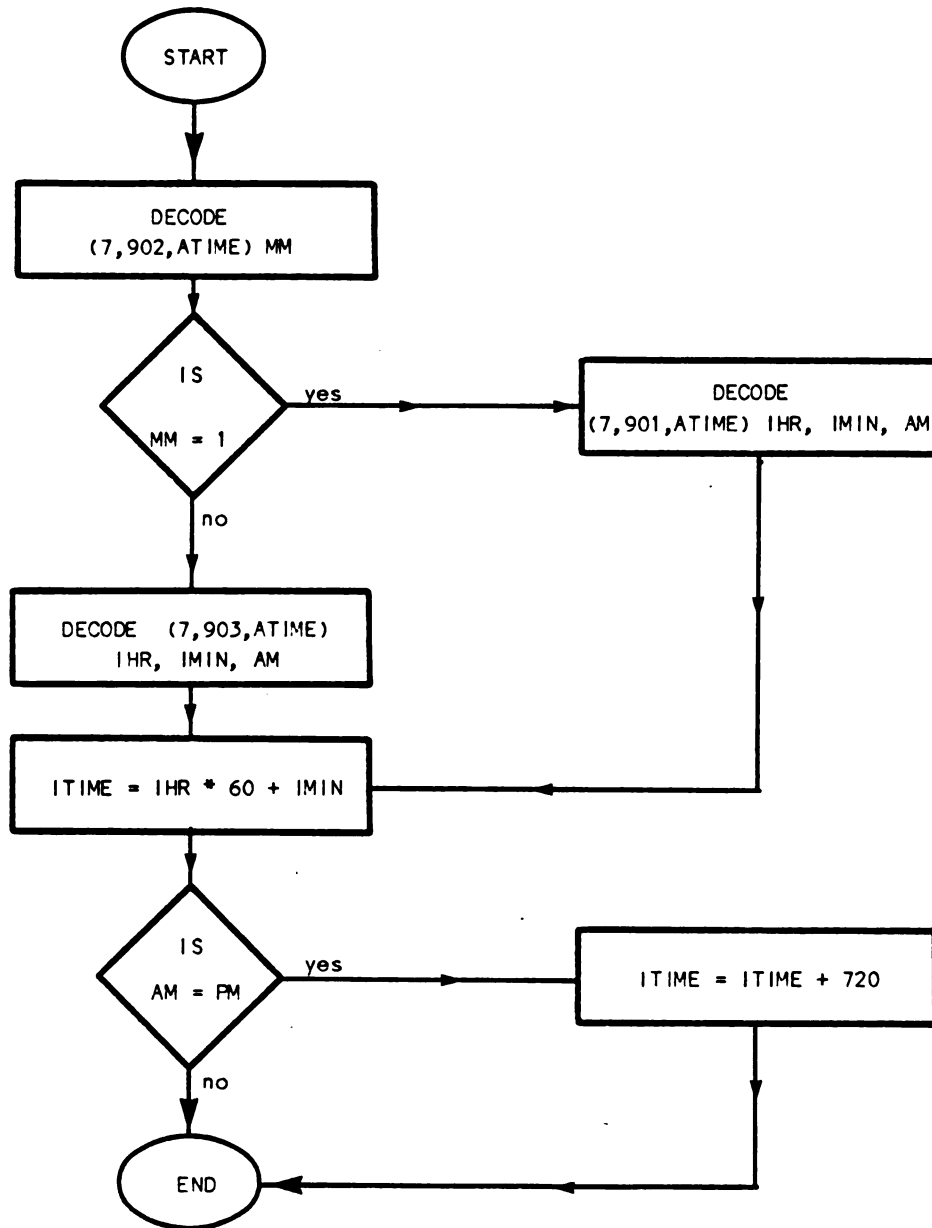 START
DECODE
(7,902,ATIME) MM
IS
MM = 1
yes
DECODE
(7,901,ATIME) IHR, IMIN, AM
no
DECODE (7,903,ATIME)
IHR, IMIN, AM
ITIME = IHR * 60 + IMIN
IS
AM = PM
yes
ITIME = ITIME + 720
no
END